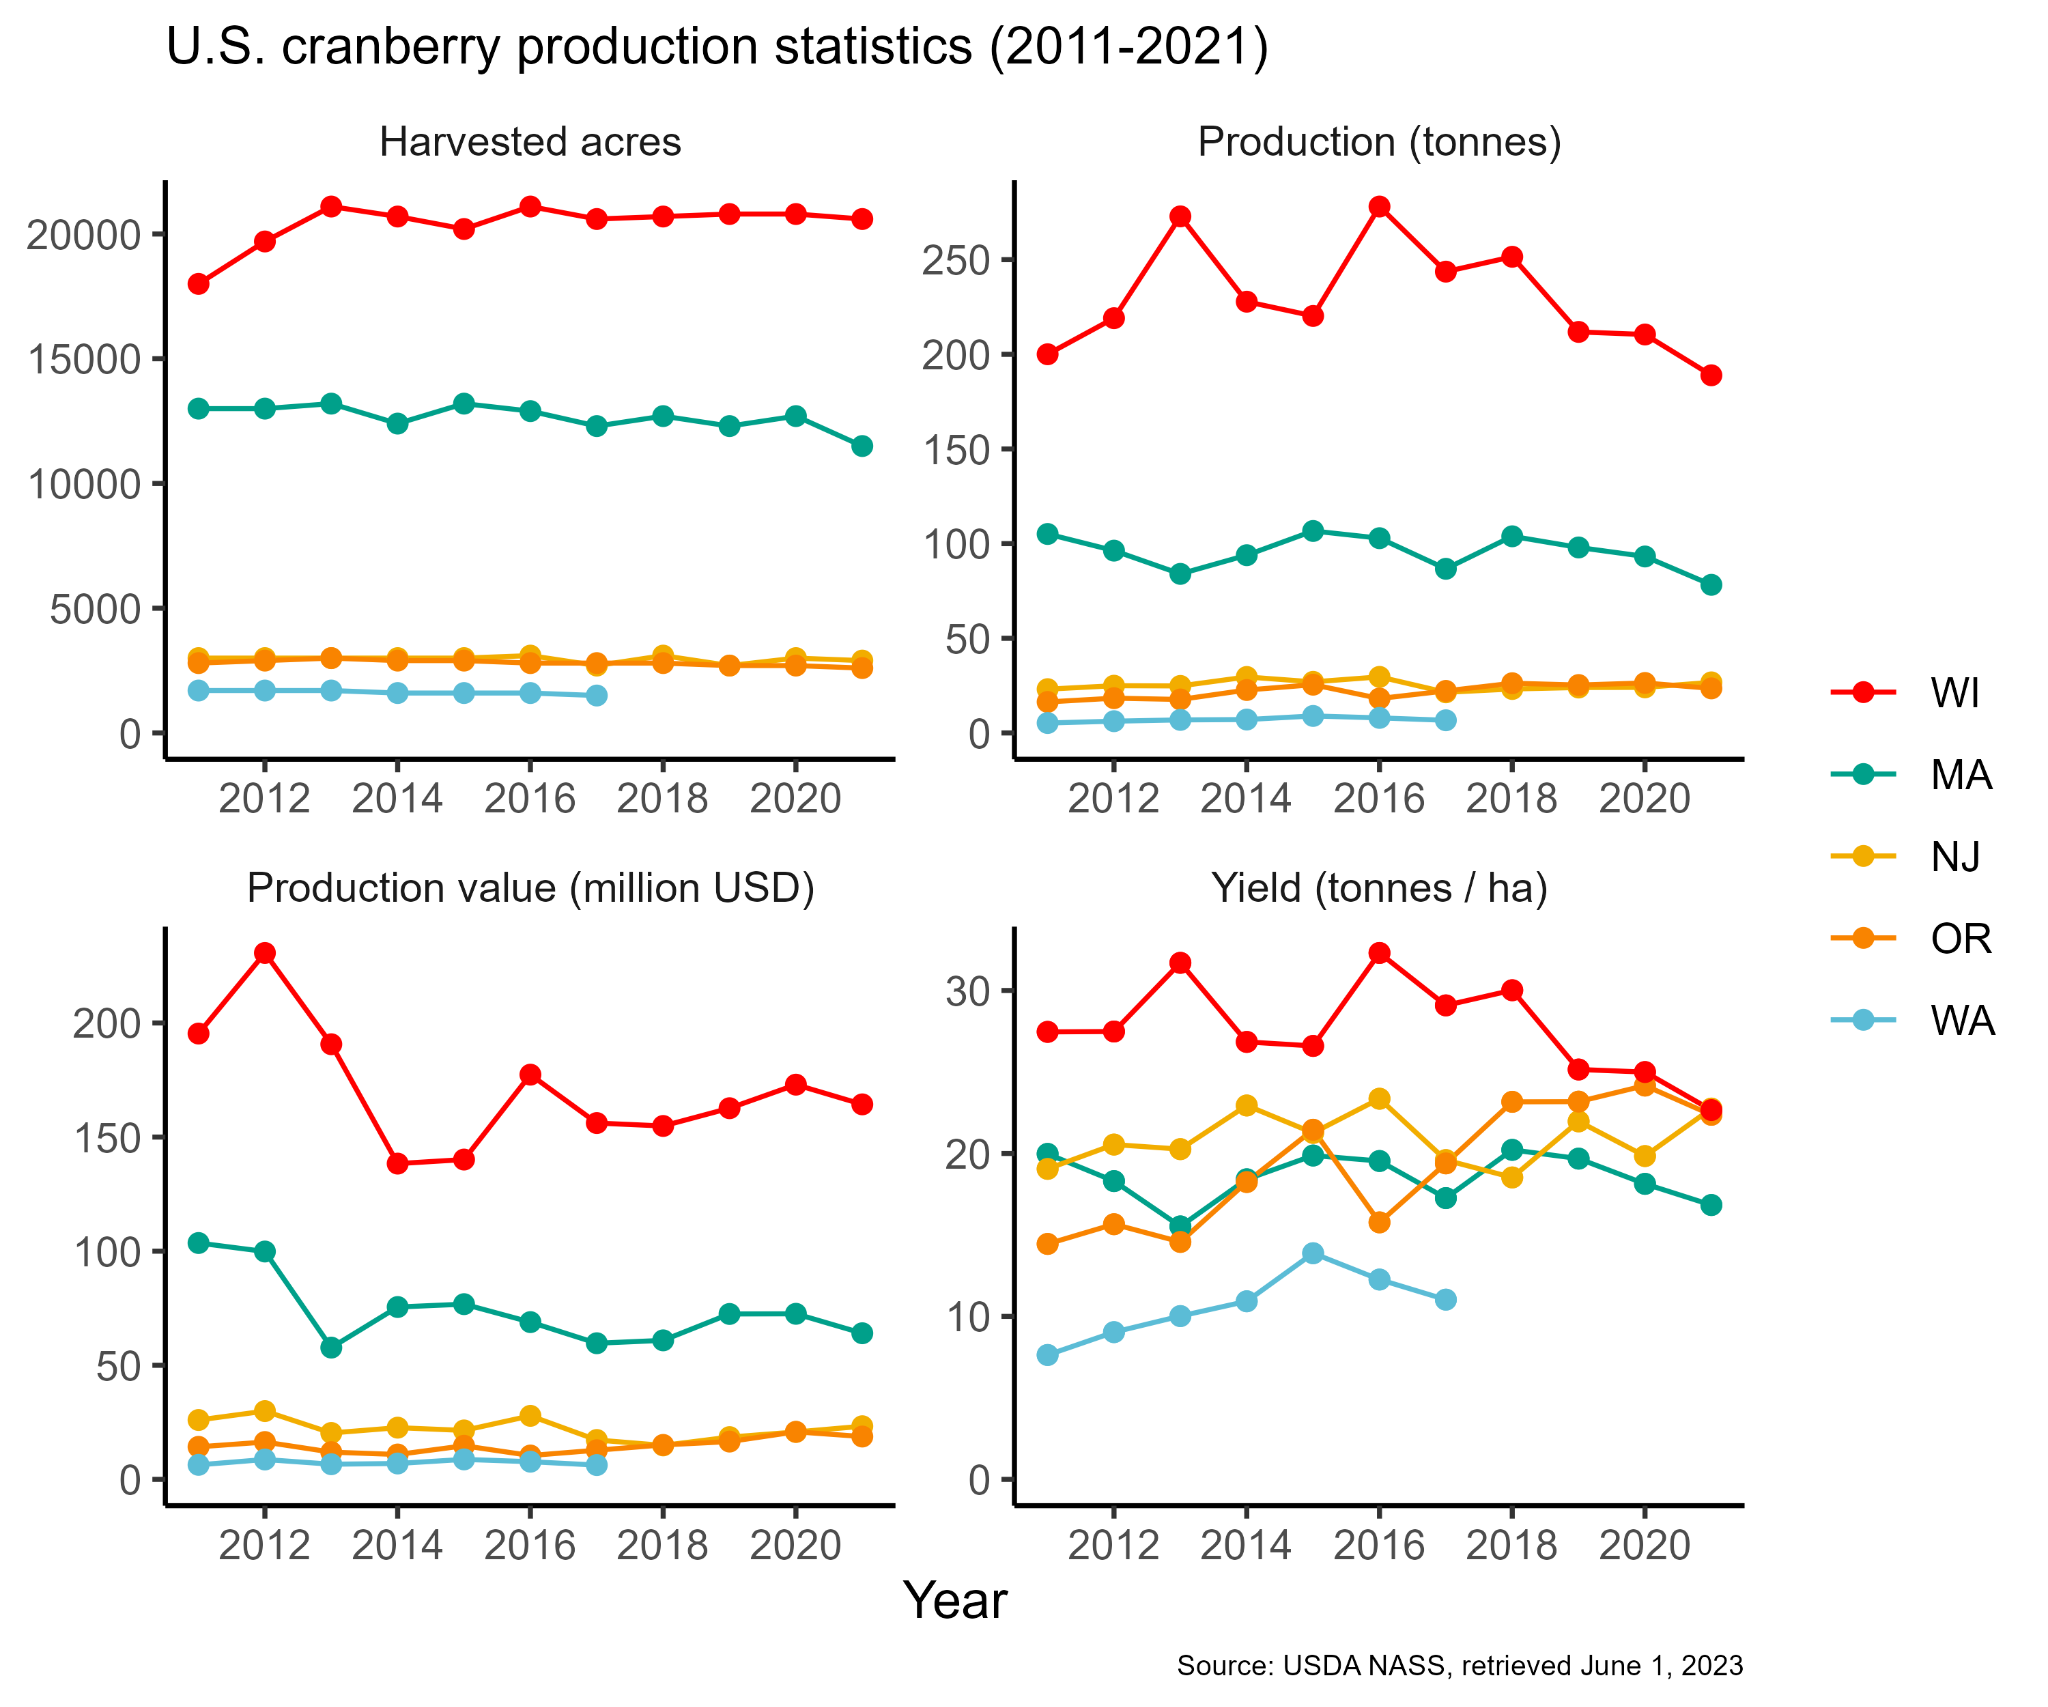 U.S. cranberry production statistics (2011-2021)
Harvested acres
20000
15000
10000
5000
0
2012 2014 2016 2018 2020
Production (tonnes)
250
200
150
100
50
0
2012 2014 2016 2018 2020
Production value (million USD)
200
150
100
50
0
2012 2014 2016 2018 2020
Yield (tonnes / ha)
30
20
10
0
2012 2014 2016 2018 2020
WI
MA
NJ
OR
WA
Year
Source: USDA NASS, retrieved June 1, 2023